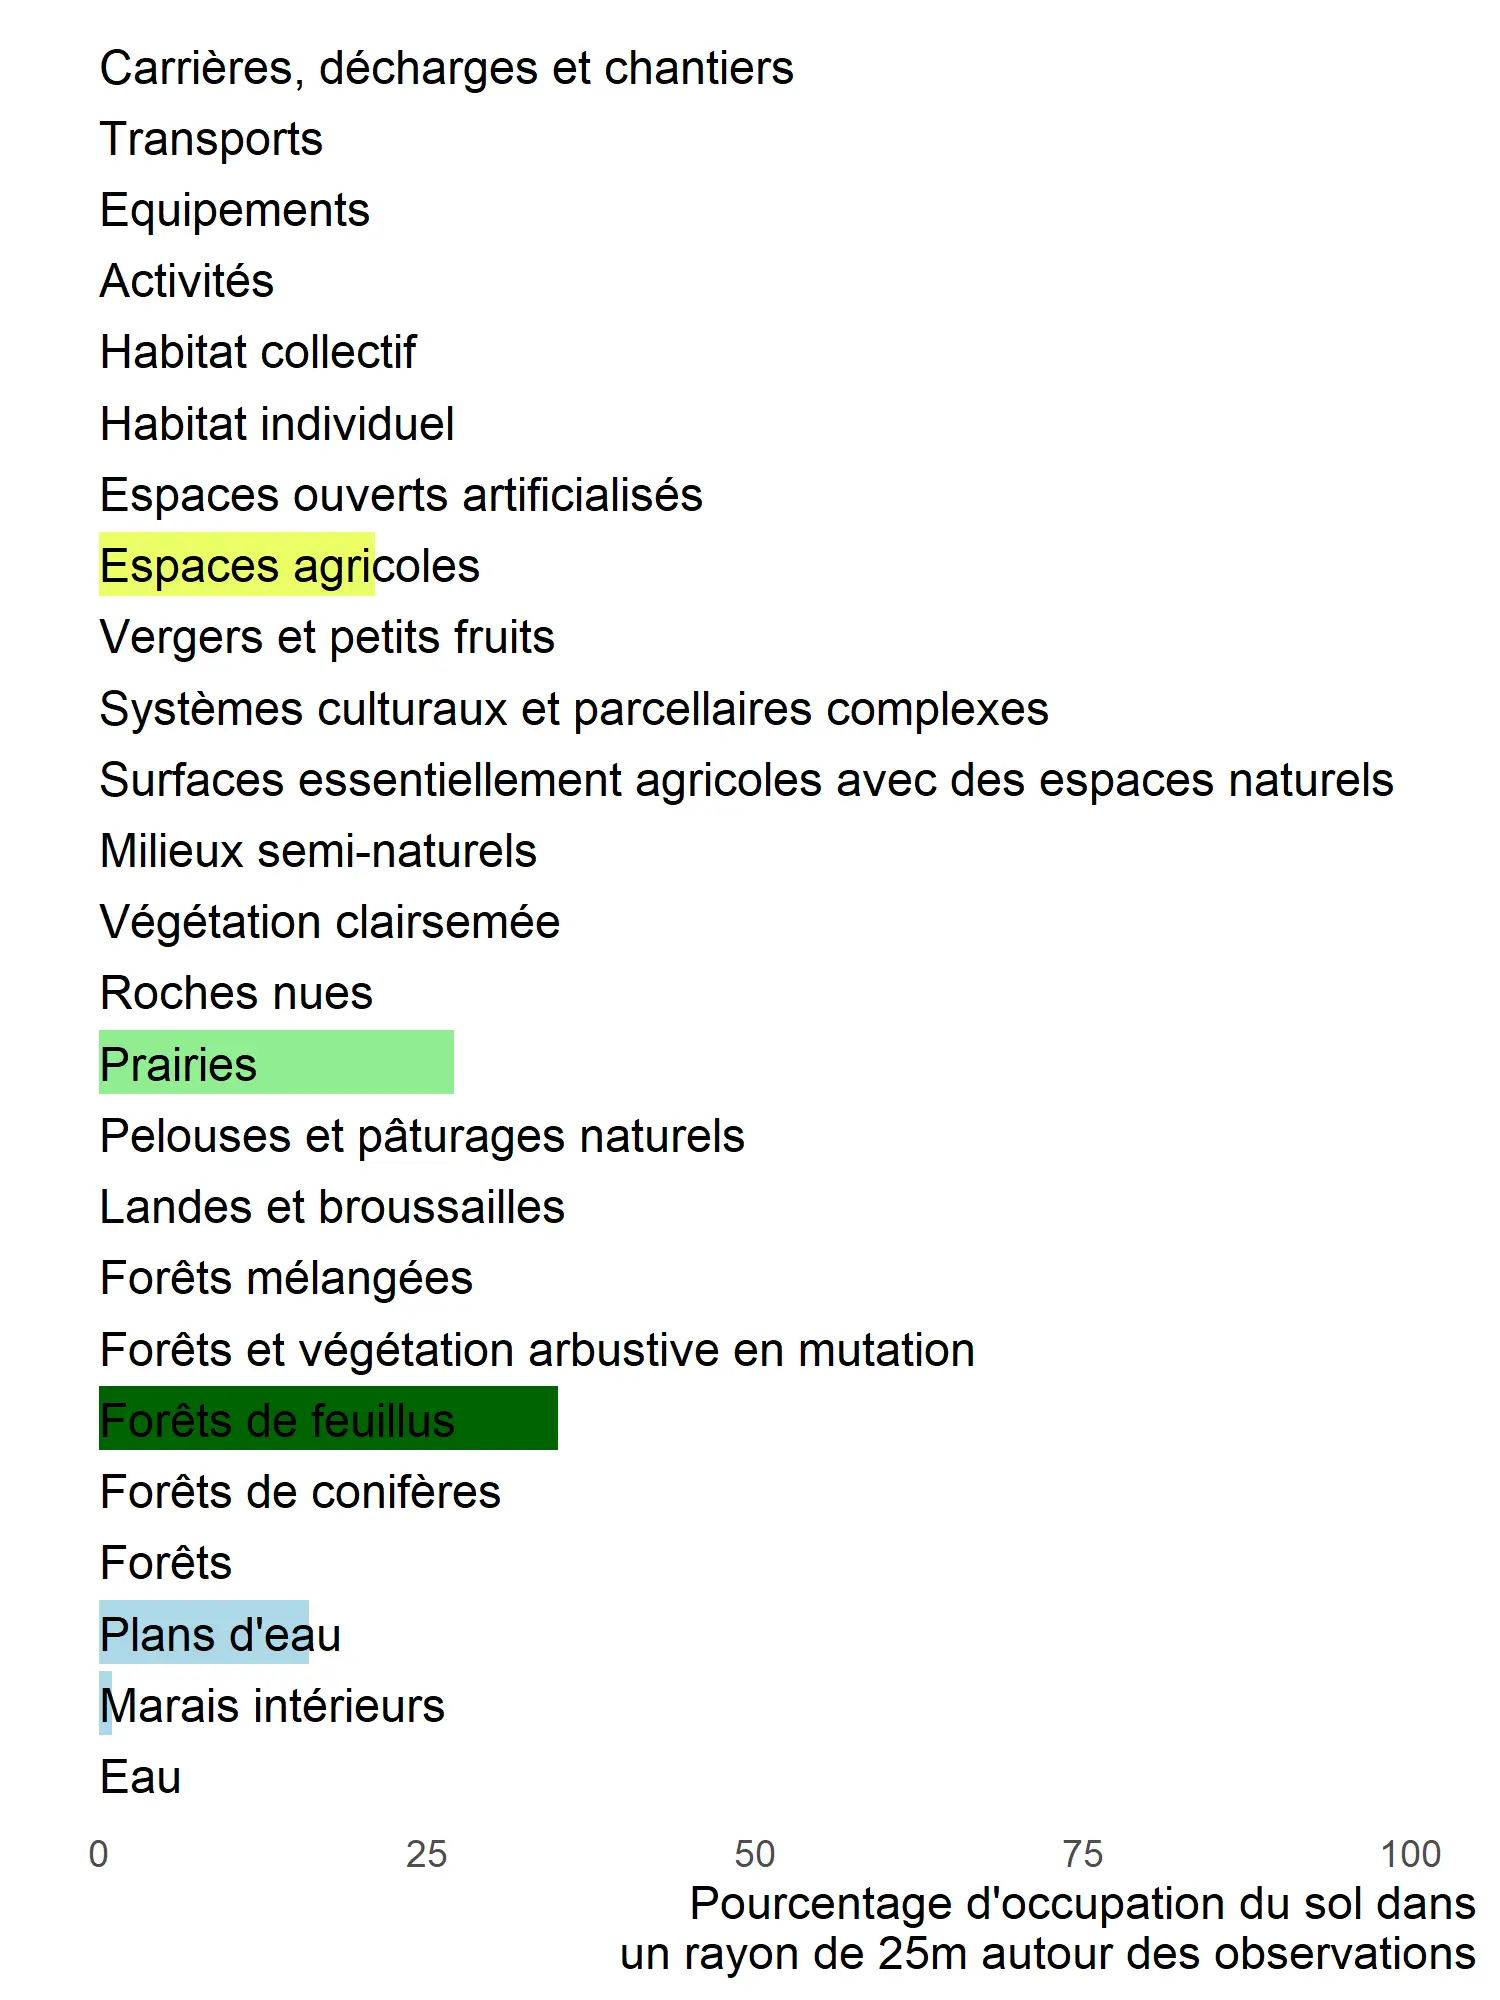 Carrières, décharges et chantiers
Transports
Equipements
Activités
Habitat collectif
Habitat individuel
Espaces ouverts artificialisés
Espaces agricoles
Vergers et petits fruits
Systèmes culturaux et parcellaires complexes
Surfaces essentiellement agricoles avec des espaces naturels
Milieux semi-naturels
Végétation clairsemée
Roches nues
Prairies
Pelouses et pâturages naturels
Landes et broussailles
Forêts mélangées
Forêts et végétation arbustive en mutation
Forêts de feuillus
Forêts de conifères
Forêts
Plans d'eau
Marais intérieurs
Eau
0 25 50 75 100
Pourcentage d'occupation du sol dans
un rayon de 25m autour des observations